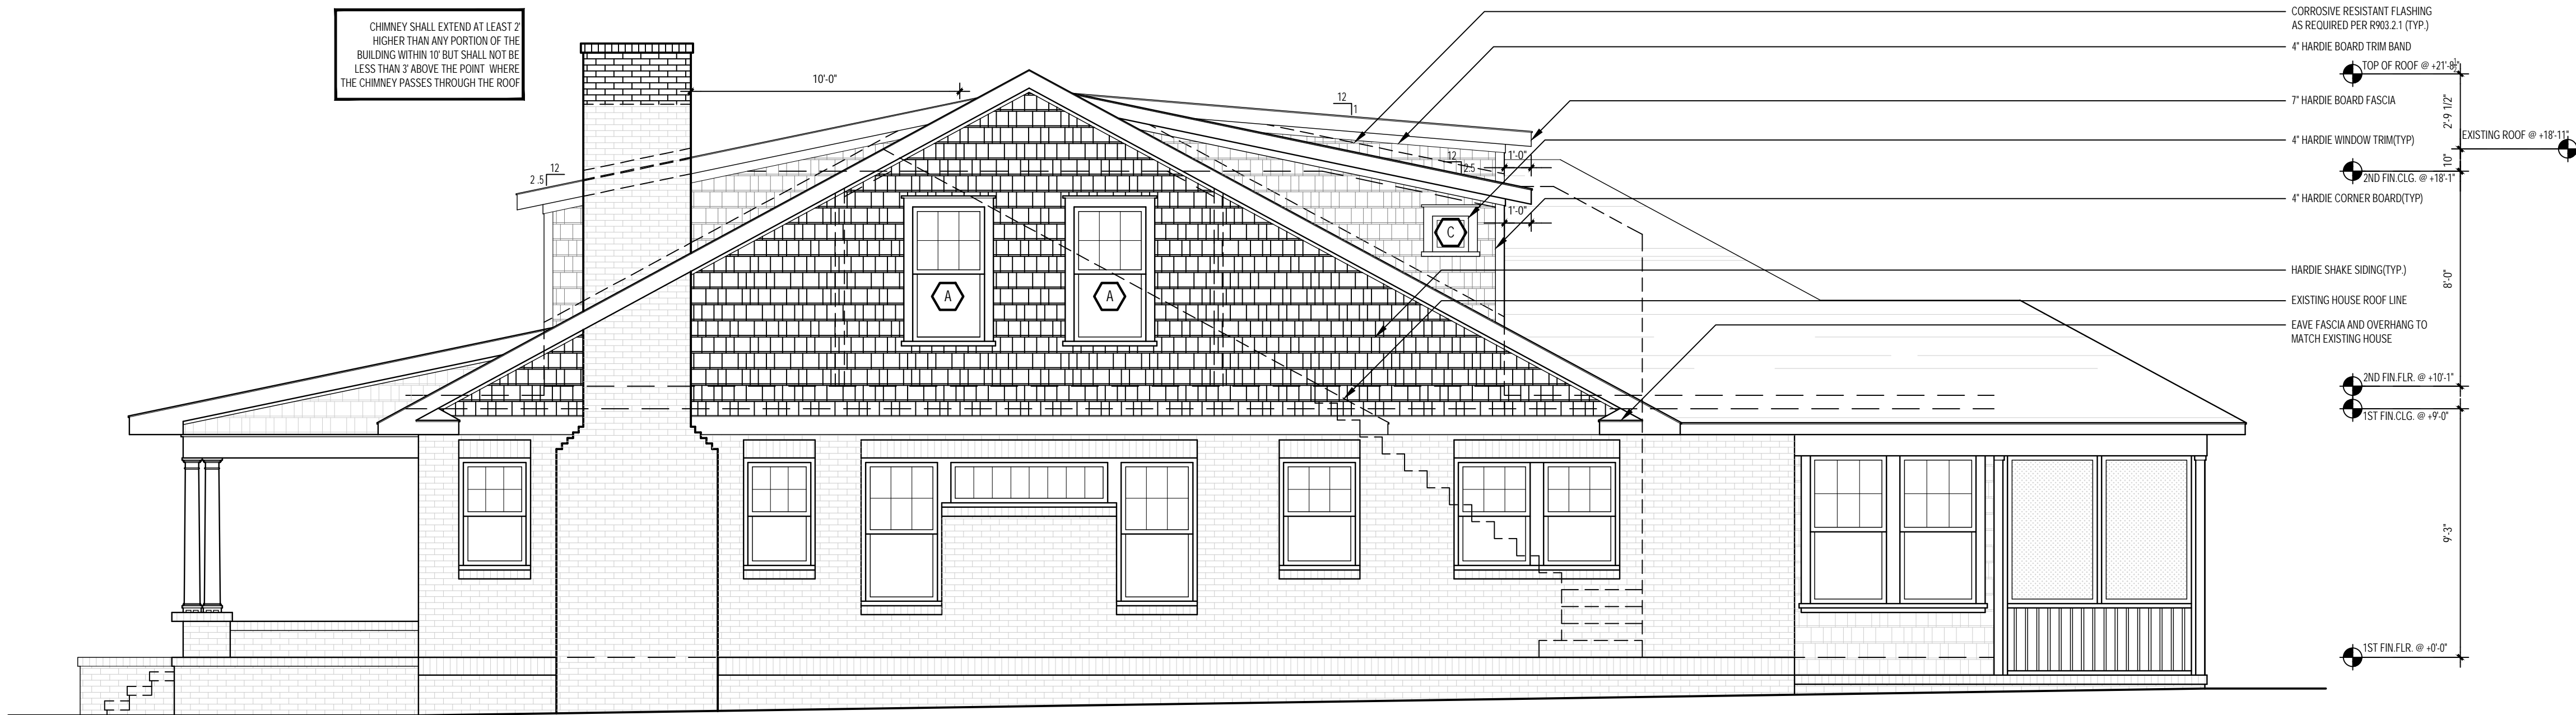 CHIMNEY SHALL EXTEND AT LEAST 2'
HIGHER THAN ANY PORTION OF THE
BUILDING WITHIN 10' BUT SHALL NOT BE
LESS THAN 3' ABOVE THE POINT WHERE
THE CHIMNEY PASSES THROUGH THE ROOF
10'-0"
12
1
12
2.5
12
2 .5
1'-0"
1'-0"
A
A
C
CORROSIVE RESISTANT FLASHING
AS REQUIRED PER R903.2.1 (TYP.)
4" HARDIE BOARD TRIM BAND
TOP OF ROOF @ +21'-8½"
7" HARDIE BOARD FASCIA
2'-9 1/2"
EXISTING ROOF @ +18'-11"
4" HARDIE WINDOW TRIM(TYP)
10"
2ND FIN.CLG. @ +18'-1"
4" HARDIE CORNER BOARD(TYP)
HARDIE SHAKE SIDING(TYP.)
8'-0"
EXISTING HOUSE ROOF LINE
EAVE FASCIA AND OVERHANG TO
MATCH EXISTING HOUSE
2ND FIN.FLR. @ +10'-1"
1ST FIN.CLG. @ +9'-0"
9'-3"
1ST FIN.FLR. @ +0'-0"